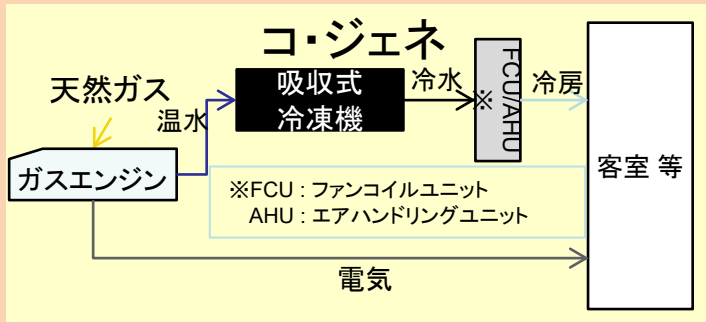 コ・ジェネ
天然ガス
温水
吸収式
冷凍機
冷水
FCU/AHU
※
冷房
ガスエンジン
客室 等
※FCU : ファンコイルユニット
AHU : エアハンドリングユニット
電気